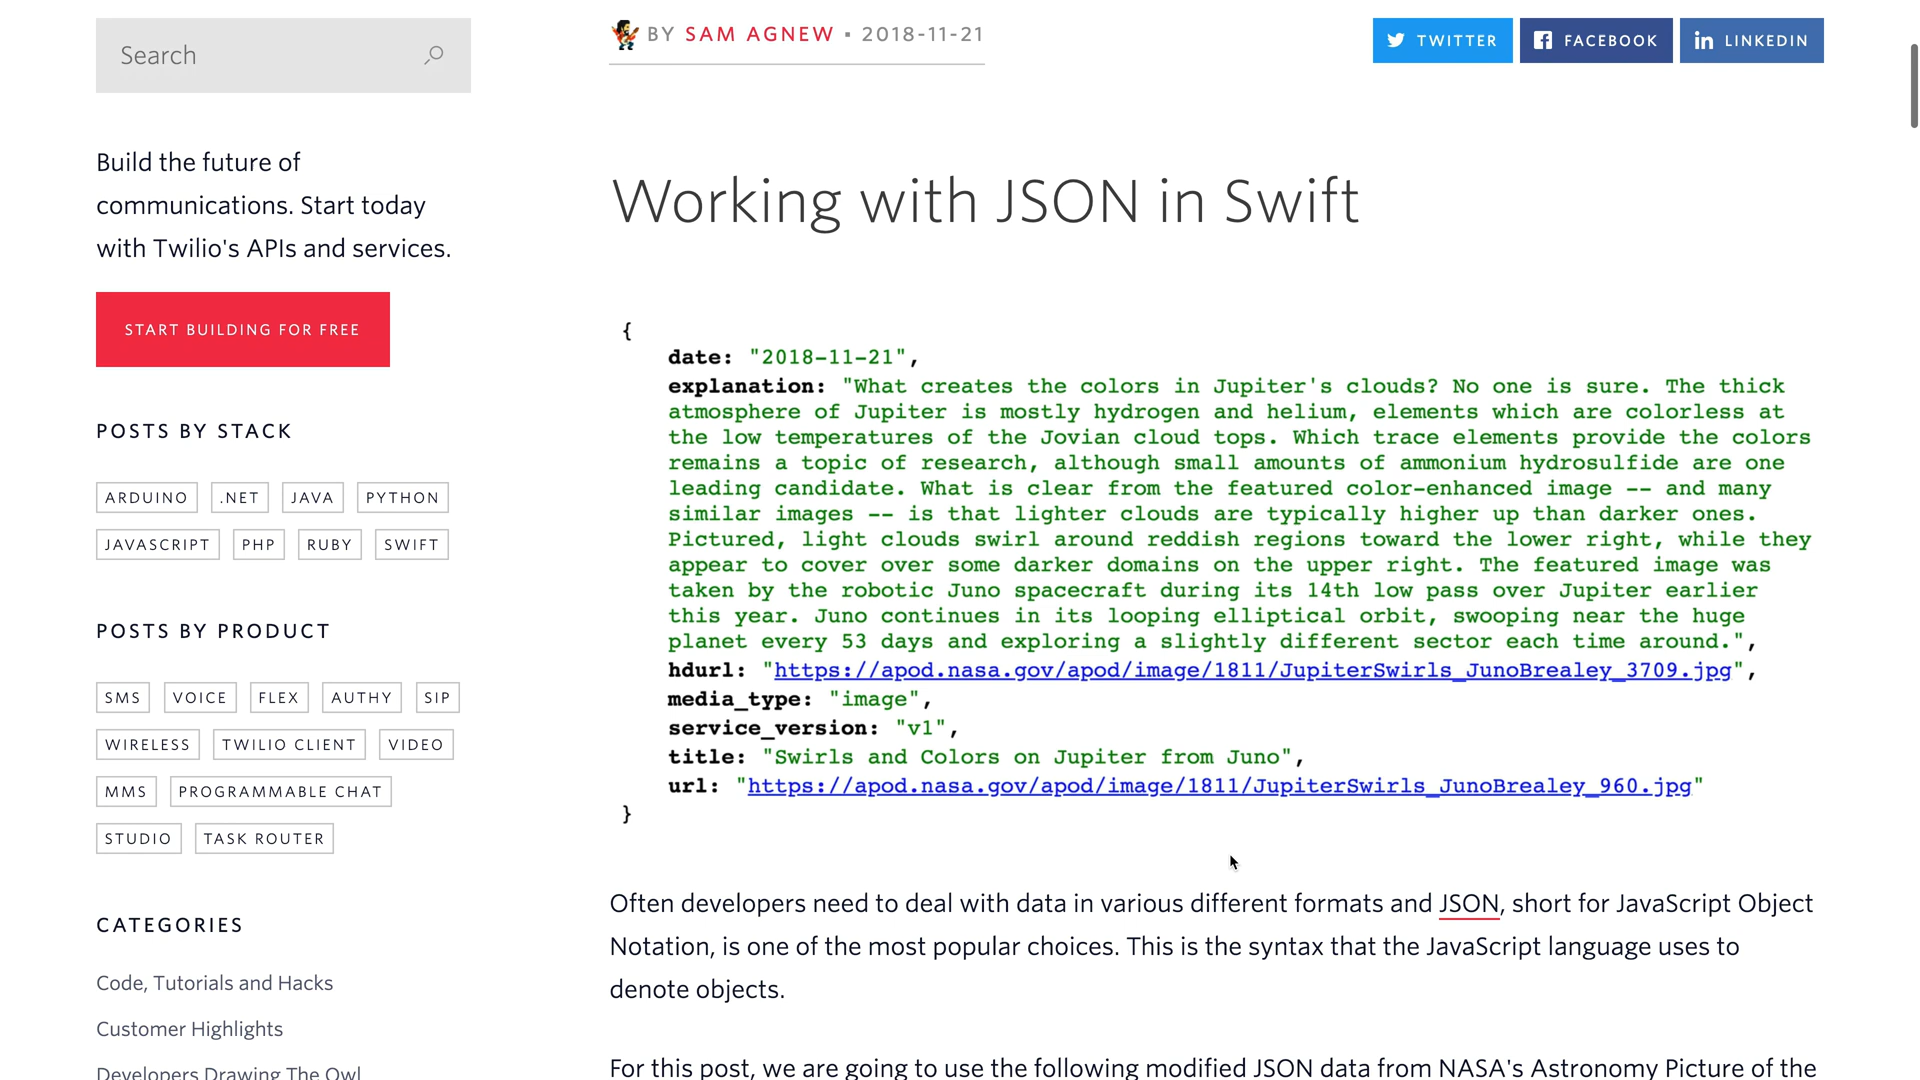 Search
Build the future of
communications. Start today
with Twilio's APIs and services.
START BUILDING FOR FREE
POSTS BY STACK
ARDUINO .NET JAVA PYTHON
JAVASCRIPT PHP RUBY SWIFT
POSTS BY PRODUCT
SMS VOICE FLEX AUTHY SIP
WIRELESS TWILIO CLIENT VIDEO
MMS PROGRAMMABLE CHAT
STUDIO TASK ROUTER
CATEGORIES
Code, Tutorials and Hacks
Customer Highlights
Developers Drawing The Owl
BY SAM AGNEW ▪ 2018-11-21
TWITTER FACEBOOK LINKEDIN
Working with JSON in Swift
{
date: "2018-11-21",
explanation: "What creates the colors in Jupiter's clouds? No one is sure. The thick
atmosphere of Jupiter is mostly hydrogen and helium, elements which are colorless at
the low temperatures of the Jovian cloud tops. Which trace elements provide the colors
remains a topic of research, although small amounts of ammonium hydrosulfide are one
leading candidate. What is clear from the featured color-enhanced image -- and many
similar images -- is that lighter clouds are typically higher up than darker ones.
Pictured, light clouds swirl around reddish regions toward the lower right, while they
appear to cover over some darker domains on the upper right. The featured image was
taken by the robotic Juno spacecraft during its 14th low pass over Jupiter earlier
this year. Juno continues in its looping elliptical orbit, swooping near the huge
planet every 53 days and exploring a slightly different sector each time around.",
hdurl: "https://apod.nasa.gov/apod/image/1811/JupiterSwirls_JunoBrealey_3709.jpg",
media_type: "image",
service_version: "v1",
title: "Swirls and Colors on Jupiter from Juno",
url: "https://apod.nasa.gov/apod/image/1811/JupiterSwirls_JunoBrealey_960.jpg"
}
Often developers need to deal with data in various different formats and JSON, short for JavaScript Object
Notation, is one of the most popular choices. This is the syntax that the JavaScript language uses to
denote objects.
For this post, we are going to use the following modified JSON data from NASA's Astronomy Picture of the